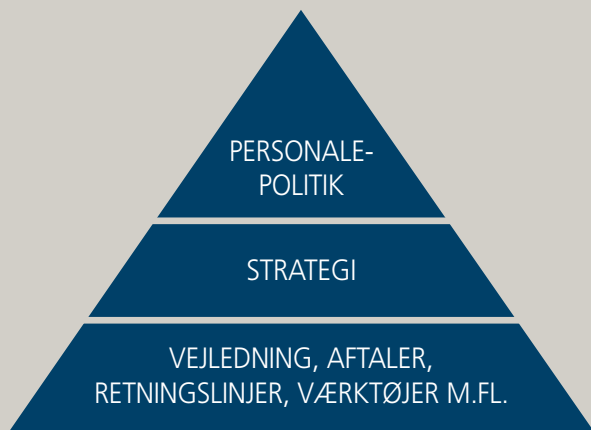 PERSONALE-
POLITIK
STRATEGI
VEJLEDNING, AFTALER,
RETNINGSLINJER, VÆRKTØJER M.FL.